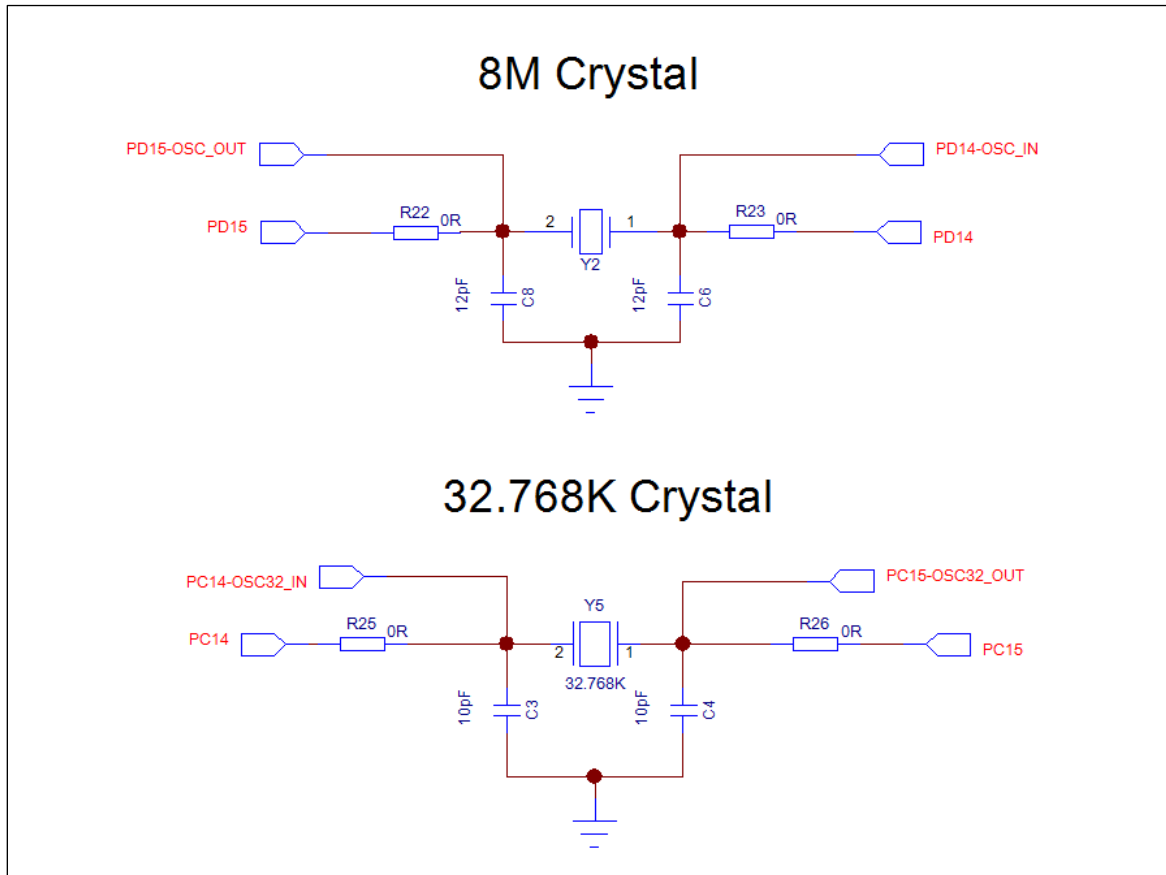 8M Crystal
PD15-OSC_OUT
PD14-OSC_IN
PD15
R22
0R
2
1
Y2
R23
0R
PD14
12pF
C8
12pF
C6
32.768K Crystal
PC14-OSC32_IN
PC15-OSC32_OUT
PC14
R25
0R
Y5
2
1
32.768K
R26
0R
PC15
10pF
C3
10pF
C4